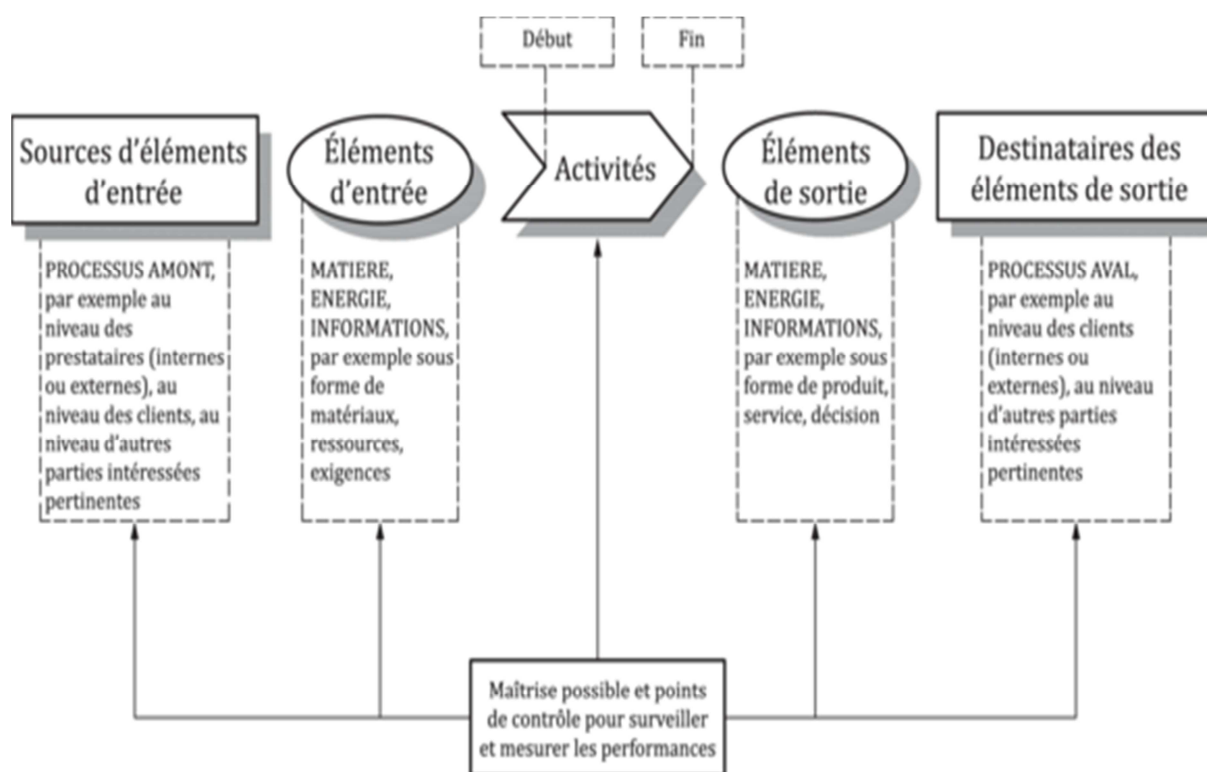 Début
Fin
Sources d'éléments
d'entrée
Éléments
d'entrée
Activités
Éléments
de sortie
Destinataires des
éléments de sortie
PROCESSUS AMONT,
par exemple au
niveau des
prestataires (internes
ou externes), au
niveau des clients, au
niveau d'autres
parties intéressées
pertinentes
MATIERE,
ENERGIE,
INFORMATIONS,
par exemple sous
forme de
matériaux,
ressources,
exigences
MATIERE,
ENERGIE,
INFORMATIONS,
par exemple sous
forme de produit,
service, décision
PROCESSUS AVAL,
par exemple au
niveau des clients
(internes ou
externes), au niveau
d'autres parties
intéressées
pertinentes
Maîtrise possible et points
de contrôle pour surveiller
et mesurer les performances